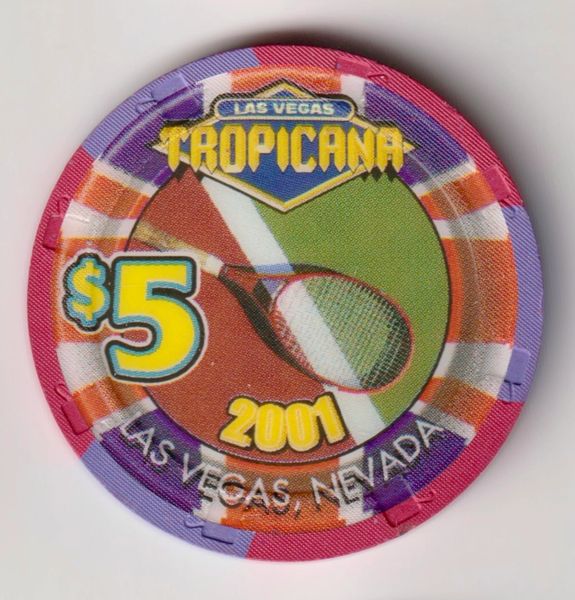 LAS VEGAS
TROPICANA
$5
2001
LAS VEGAS, NEVADA